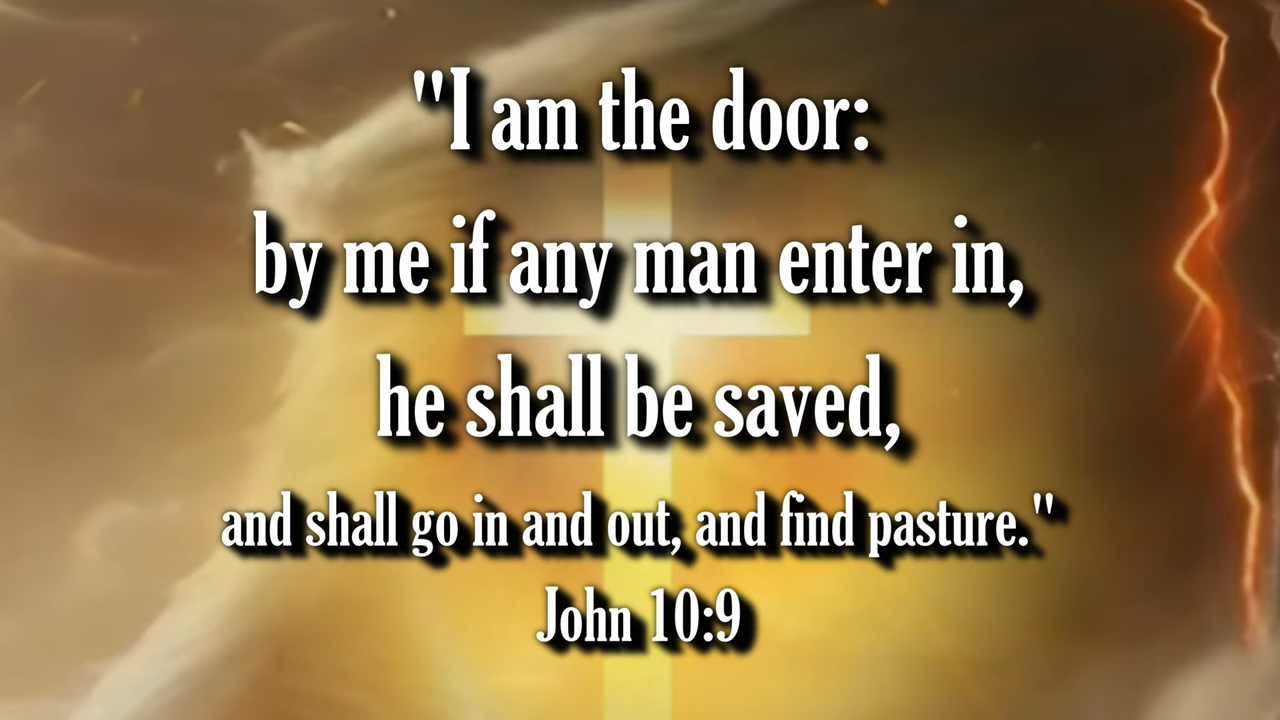 "I am the door:
by me if any man enter in,
he shall be saved,
and shall go in and out, and find pasture."
John 10:9